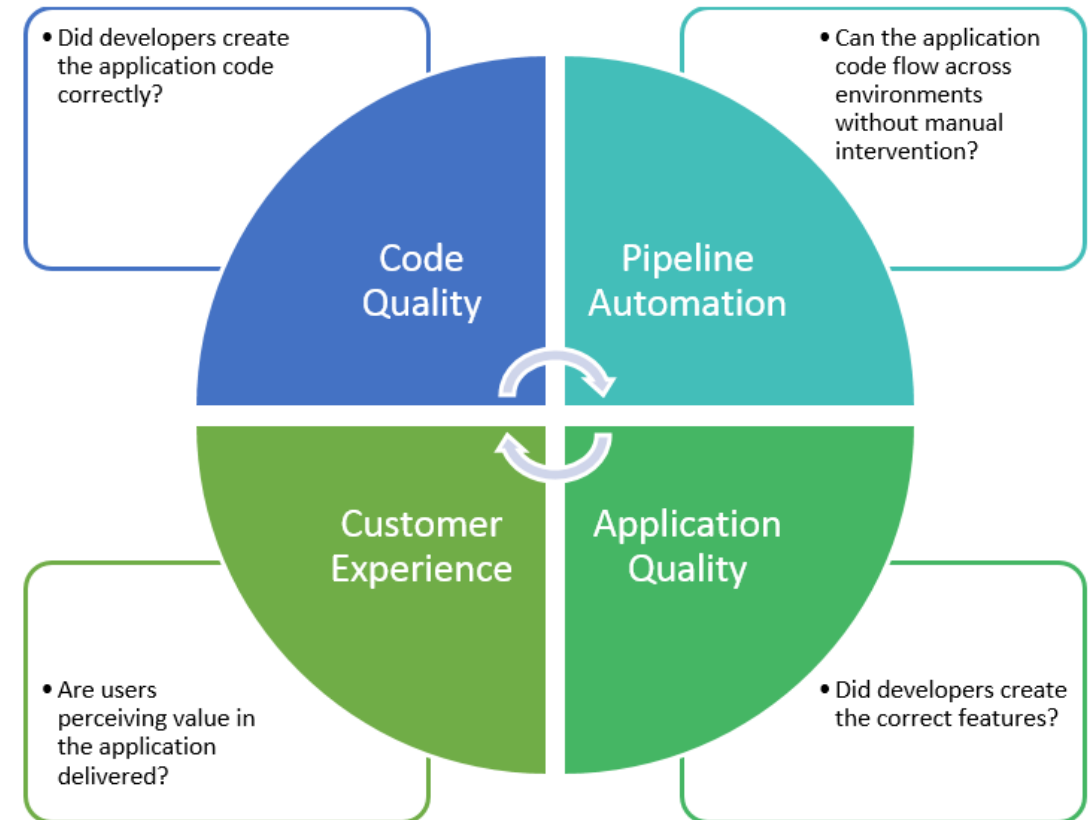 • Did developers create
the application code
correctly?
• Can the application
code flow across
environments
without manual
intervention?
Code
Quality
Pipeline
Automation
Customer
Experience
Application
Quality
• Are users
perceiving value in
the application
delivered?
• Did developers create
the correct features?